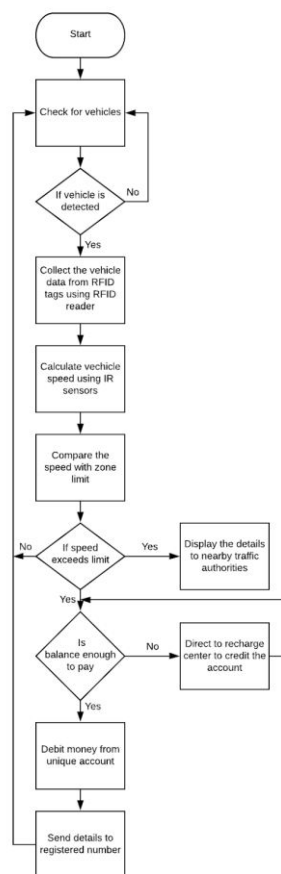 Start
Check for vehicles
If vehicle is
detected
No
Yes
Collect the vehicle
data from RFID
tags using RFID
reader
Calculate vechicle
speed using IR
sensors
Compare the
speed with zone
limit
No
If speed
exceeds limit
Yes
Display the details
to nearby traffic
authorities
Yes
Is
balance enough
to pay
No
Direct to recharge
center to credit the
account
Yes
Debit money from
unique account
Send details to
registered number